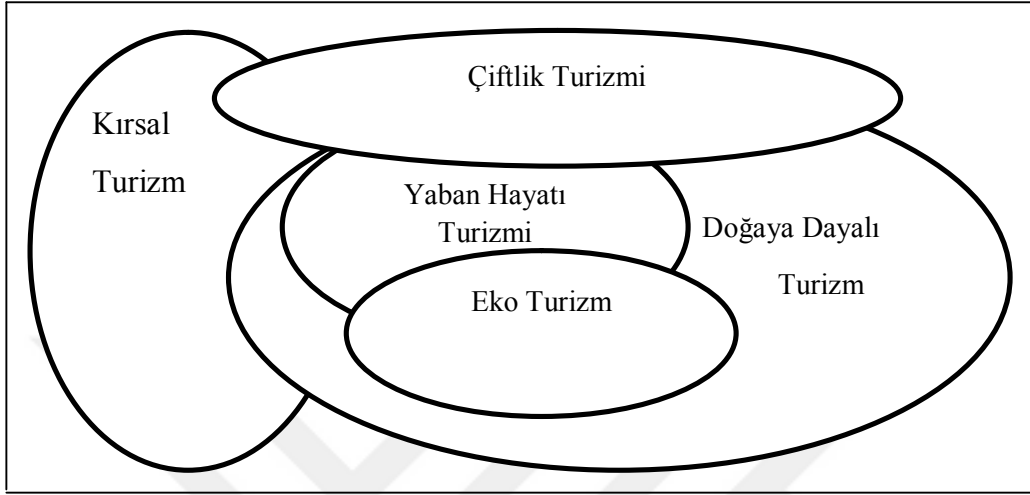 Çiftlik Turizmi
Kırsal
Turizm
Yaban Hayatı
Turizmi
Doğaya Dayalı
Turizm
Eko Turizm